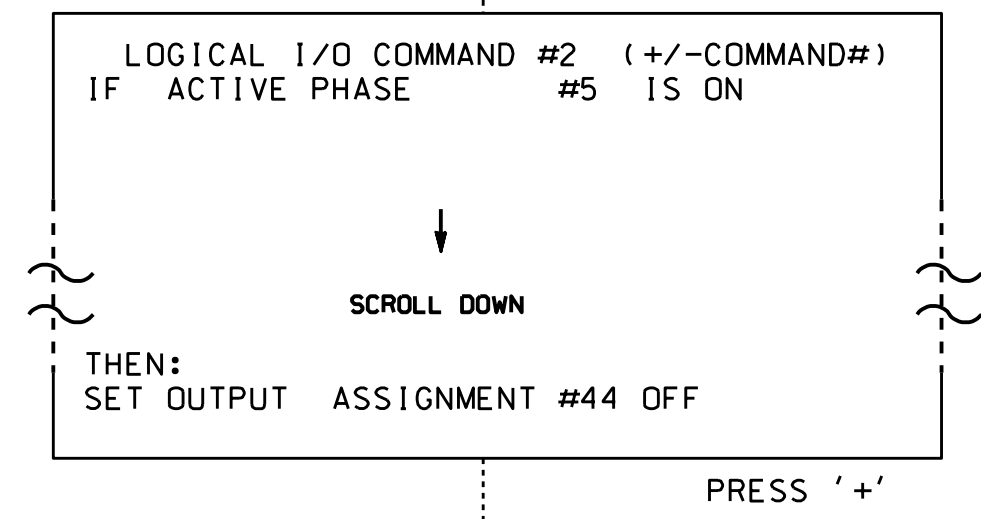 LOGICAL I/O COMMAND #2 (+/-COMMAND#)
IF ACTIVE PHASE #5 IS ON
SCROLL DOWN
THEN:
SET OUTPUT ASSIGNMENT #44 OFF
PRESS '+'